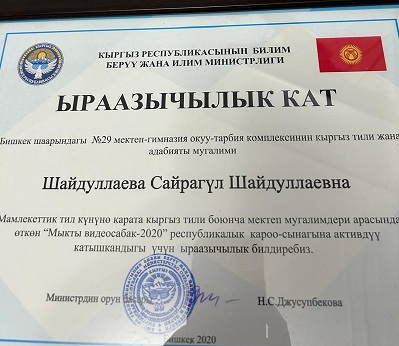 КЫРГЫЗ РЕСПУБЛИКАСЫНЫН БИЛИМ
БЕРҮҮ ЖАНА ИЛИМ МИНИСТРЛИГИ
ЫРААЗЫЧЫЛЫК КАТ
Бишкек шаарындагы №29 мектеп-гимназия окуу-тарбия комплексинин кыргыз тили жана
адабияты мугалими
Шайдуллаева Сайрагүл Шайдуллаевна
Мамлекеттик тил күнүнө карата кыргыз тили боюнча мектеп мугалимдери арасында
өткөн “Мыкты видеосабак-2020” республикалык кароо-сынагына активдүү
катышкандыгы үчүн ыраазычылык билдиребиз.
Министрдин орун басары Н.С.Джусупбекова
Бишкек 2020